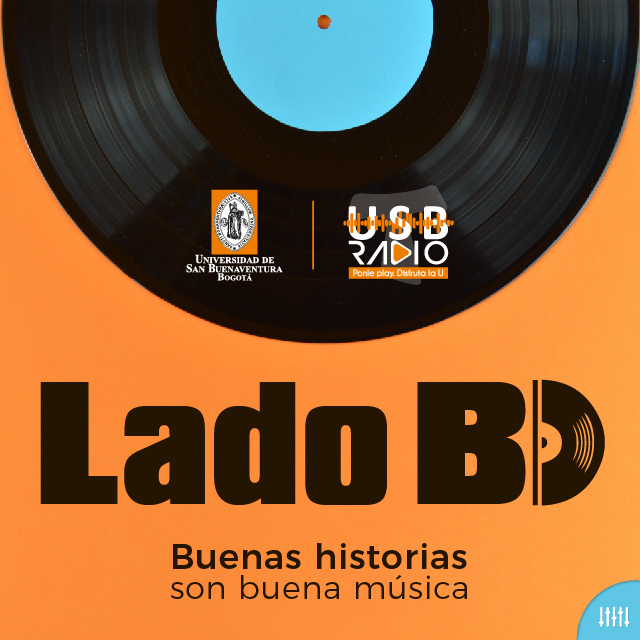 UNIVERSIDAD DE
SAN BUENAVENTURA
BOGOTÁ
USB
RADIO
Ponle play. Disfruta la U
Lado B
Buenas historias
son buena música